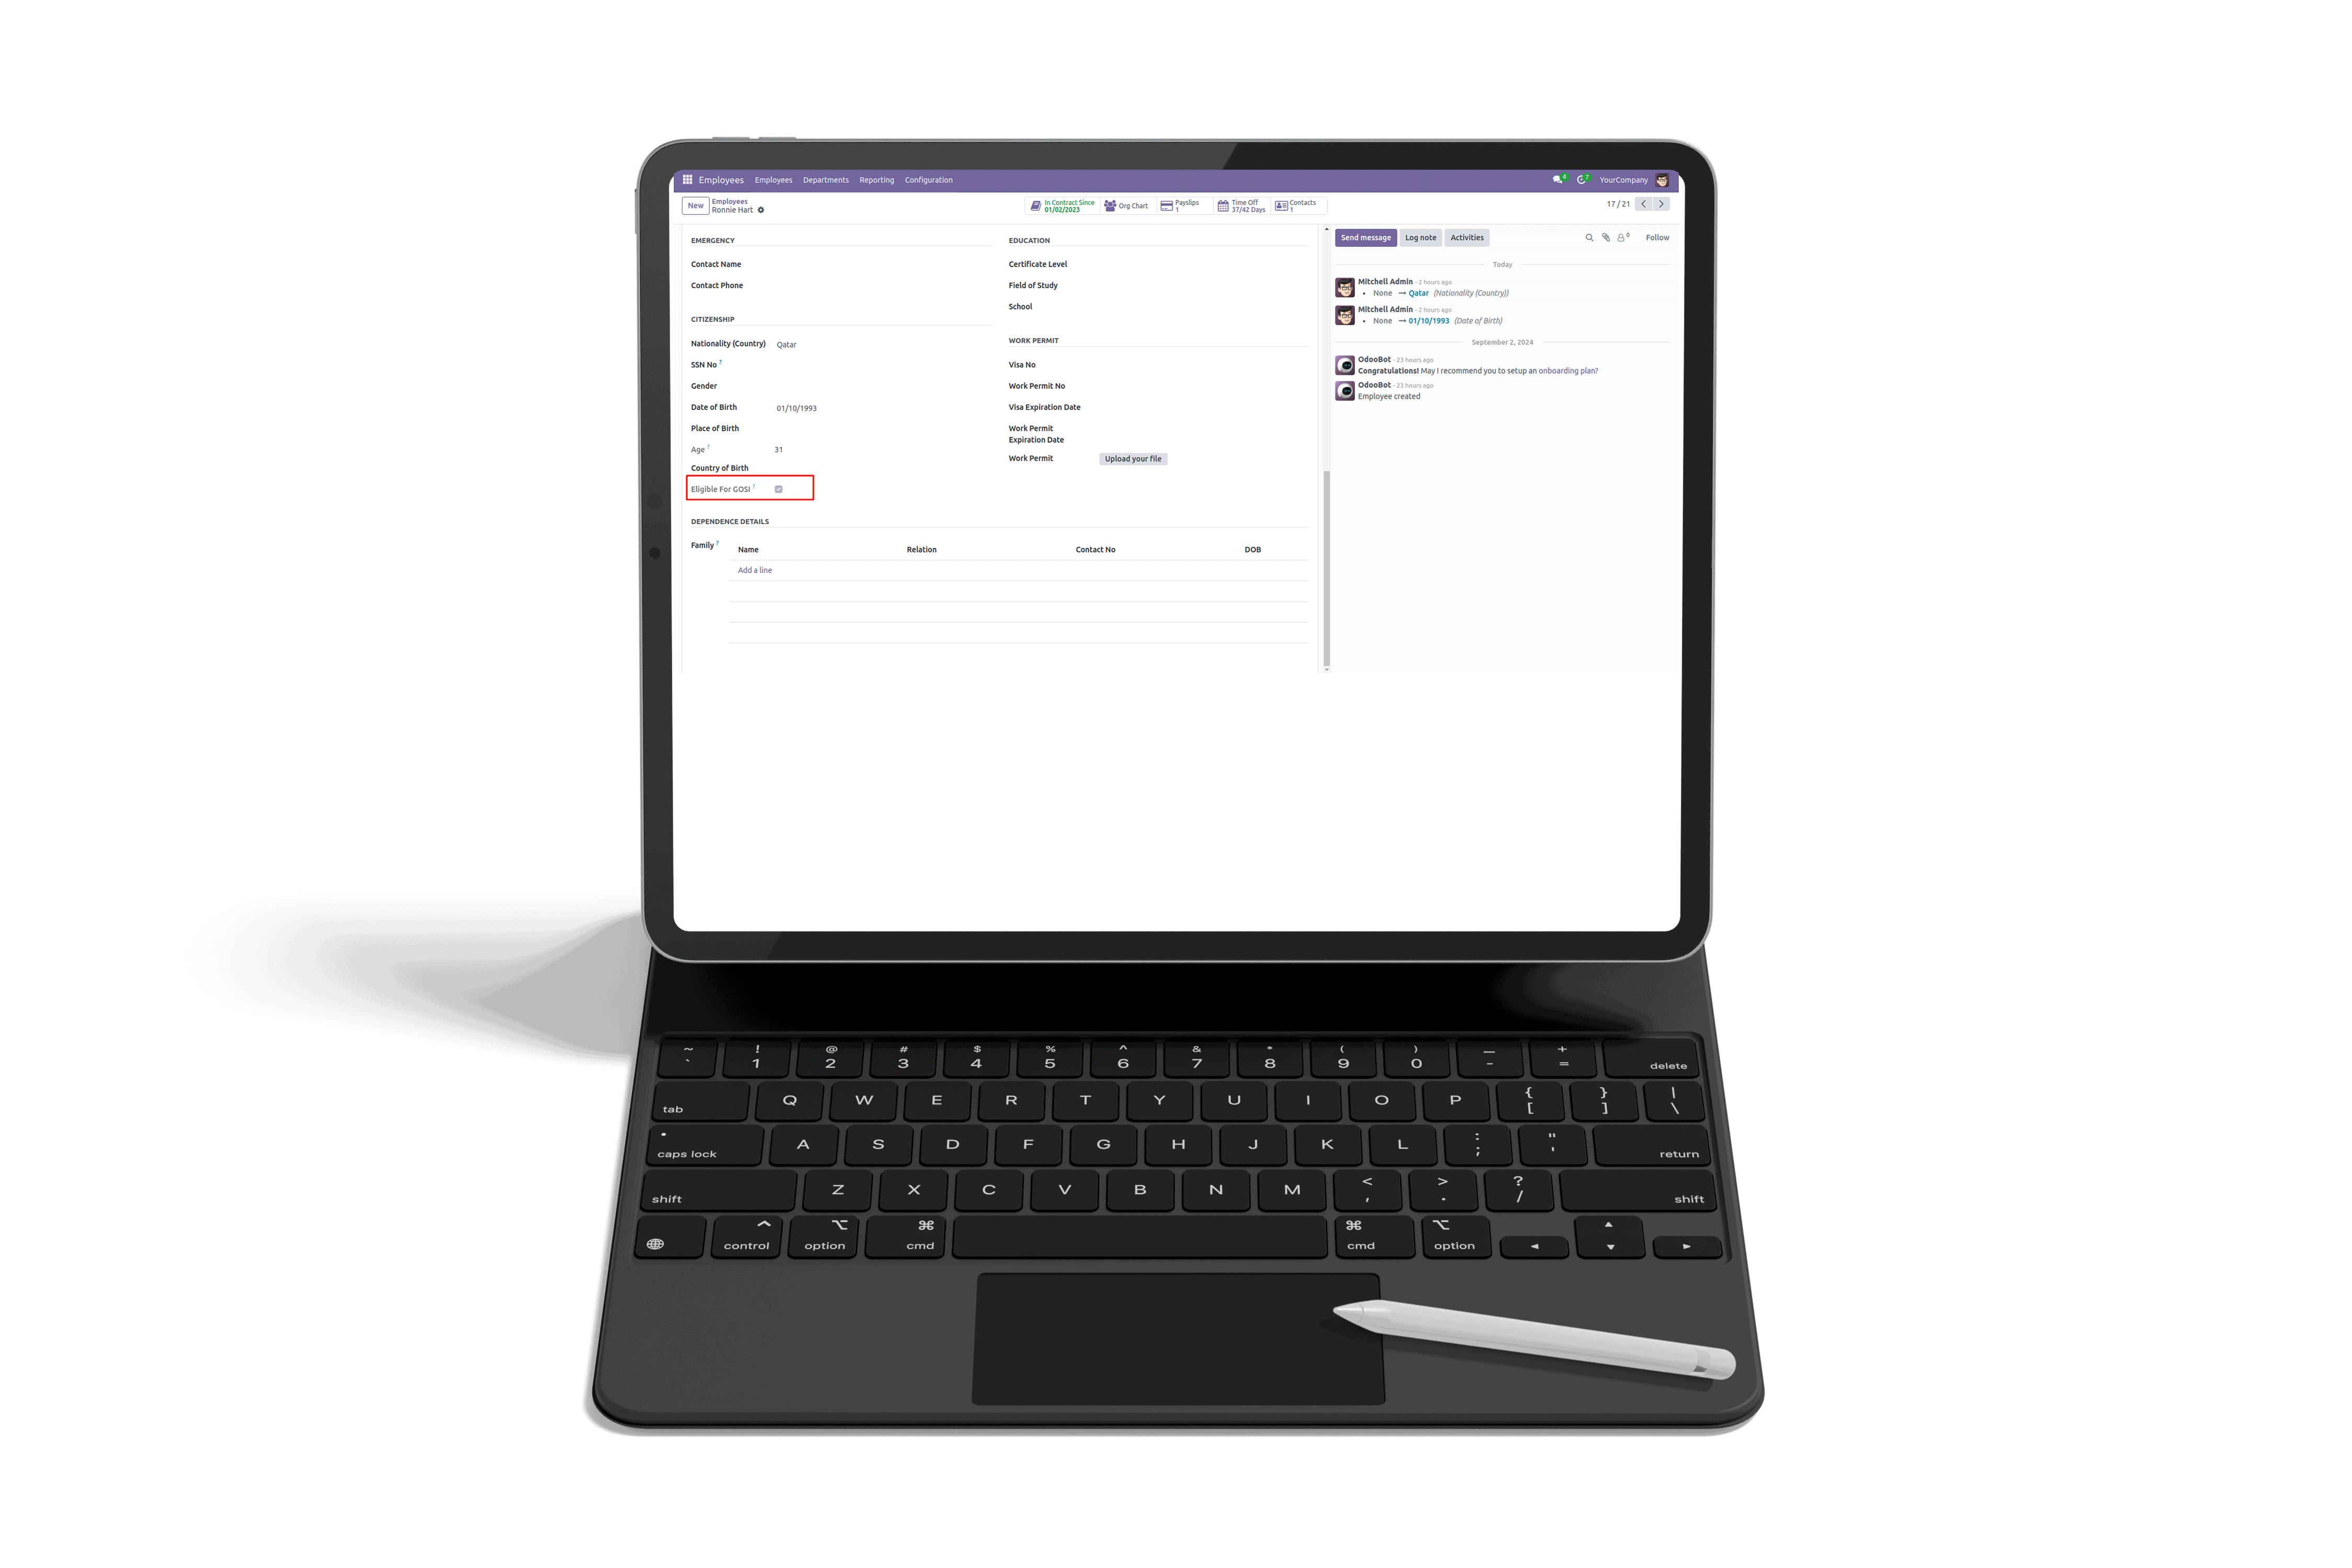 Employees Employees Departments Reporting Configuration 4 7 YourCompany
New Employees
Ronnie Hart
In Contract Since
01/02/2023
Org Chart
Payslips
1
Time Off
37/42 Days
Contacts
1
17 / 21
EMERGENCY
Contact Name
Contact Phone
CITIZENSHIP
Nationality (Country) Qatar
SSN No ?
Gender
Date of Birth 01/10/1993
Place of Birth
Age ? 31
Country of Birth
Eligible For GOSI ?
EDUCATION
Certificate Level
Field of Study
School
WORK PERMIT
Visa No
Work Permit No
Visa Expiration Date
Work Permit
Expiration Date
Work Permit Upload your file
DEPENDENCE DETAILS
Family ? Name Relation Contact No DOB
Add a line
Send message Log note Activities 0 Follow
Today
Mitchell Admin - 2 hours ago
• None → Qatar (Nationality (Country))
Mitchell Admin - 2 hours ago
• None → 01/10/1993 (Date of Birth)
September 2, 2024
OdooBot - 23 hours ago
Congratulations! May I recommend you to setup an onboarding plan?
OdooBot - 23 hours ago
Employee created
~ ! @ # $ % ^ & * ( ) — +
` 1 2 3 4 5 6 7 8 9 0 - = delete
tab Q W E R T Y U I O P { [ } ] | \
caps lock A S D F G H J K L : ; " ' return
shift Z X C V B N M < , > . ? / shift
control option cmd cmd option